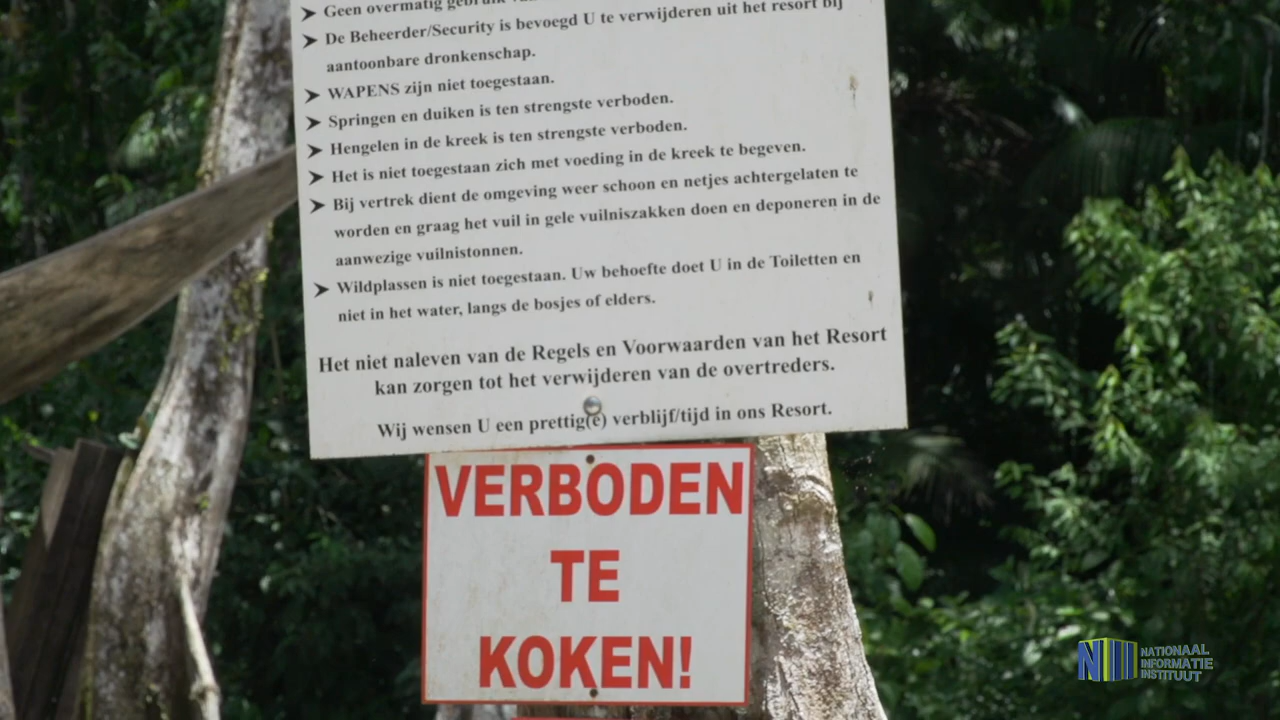 Geen overmatig gebruik
De Beheerder/Security is bevoegd U te verwijderen uit het resort bij
aantoonbare dronkenschap.
WAPENS zijn niet toegestaan.
Springen en duiken is ten strengste verboden.
Hengelen in de kreek is ten strengste verboden.
Het is niet toegestaan zich met voeding in de kreek te begeven.
Bij vertrek dient de omgeving weer schoon en netjes achtergelaten te
worden en graag het vuil in gele vuilniszakken doen en deponeren in de
aanwezige vuilnistonnen.
Wildplassen is niet toegestaan. Uw behoefte doet U in de Toiletten en
niet in het water, langs de bosjes of elders.
Het niet naleven van de Regels en Voorwaarden van het Resort
kan zorgen tot het verwijderen van de overtreders.
Wij wensen U een prettig(e) verblijf/tijd in ons Resort.
VERBODEN
TE
KOKEN!
NII
NATIONAAL
INFORMATIE
INSTITUUT